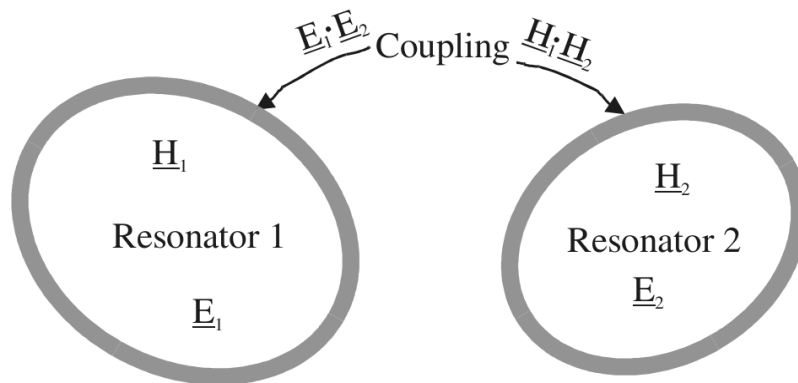 E₁·E₂ Coupling H₁·H₂
H₁
Resonator 1
E₁
H₂
Resonator 2
E₂